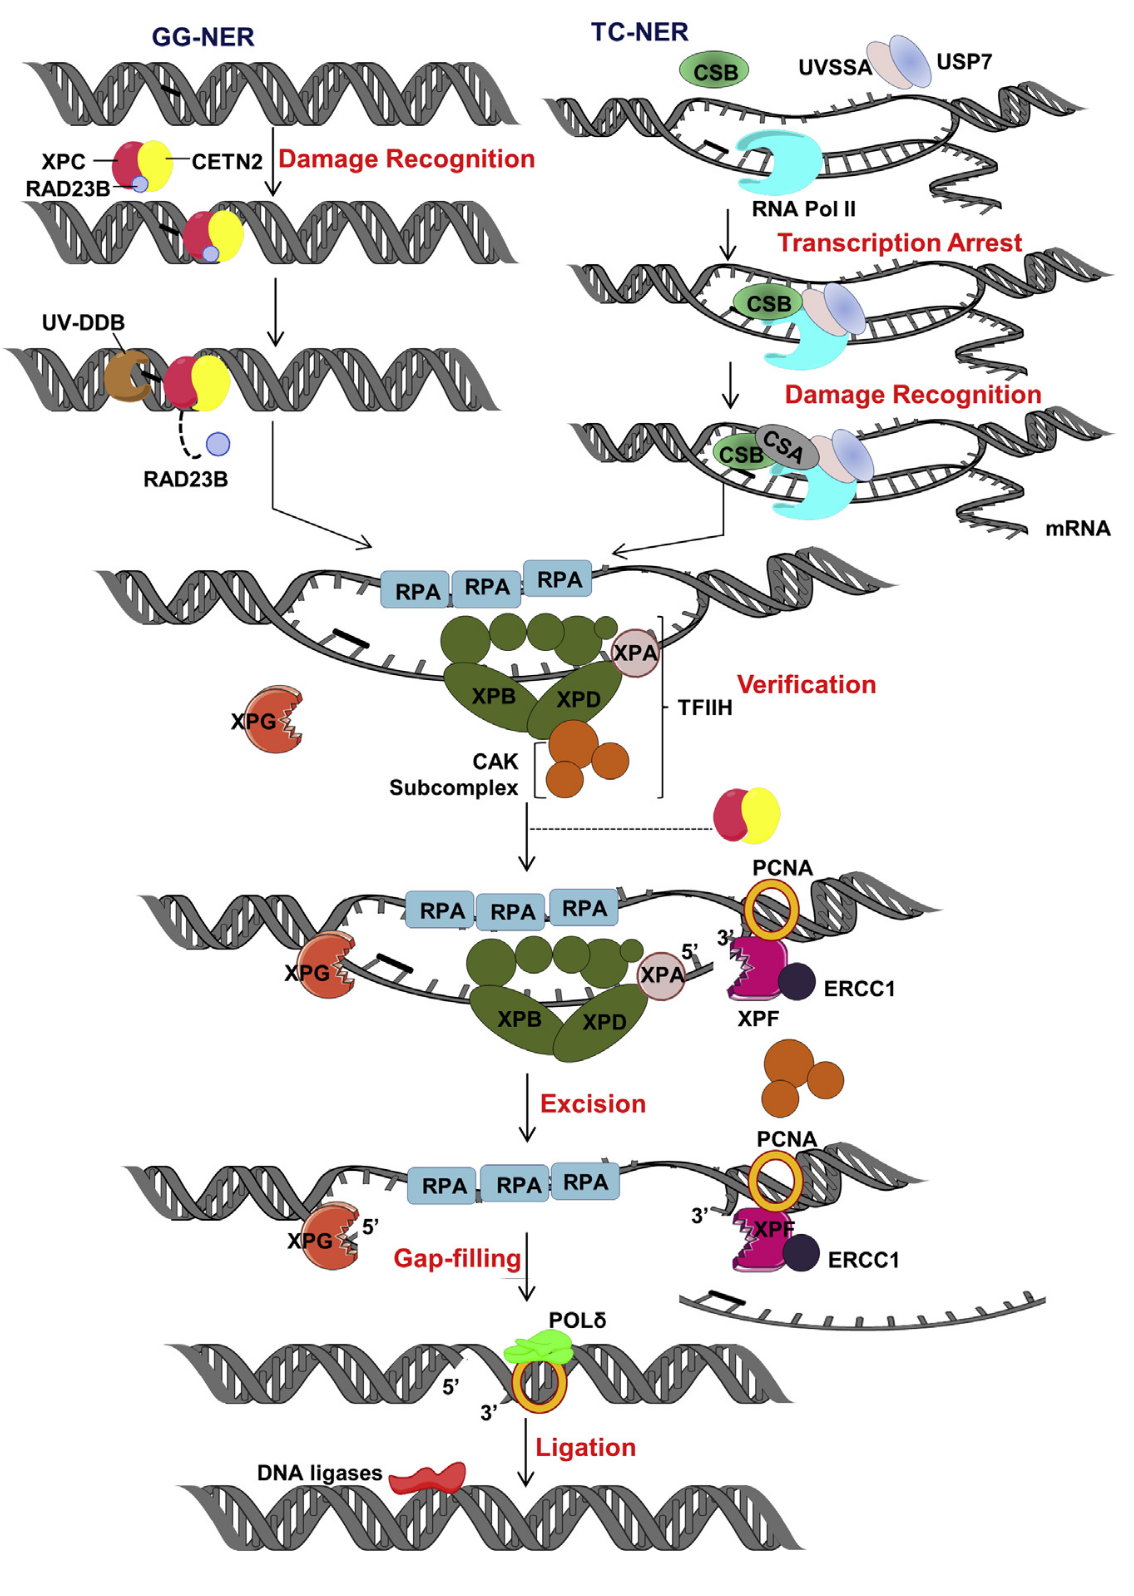 GG-NER
TC-NER
CSB
UVSSA
USP7
XPC
CETN2
RAD23B
Damage Recognition
RNA Pol II
Transcription Arrest
CSB
UV-DDB
RAD23B
Damage Recognition
CSB
CSA
mRNA
RPA
RPA
RPA
XPA
XPB
XPD
TFIIH
Verification
XPG
CAK
Subcomplex
PCNA
RPA
RPA
RPA
XPG
XPA
5’
3’
XPB
XPD
XPF
ERCC1
Excision
PCNA
RPA
RPA
RPA
XPG
5’
3’
XPF
ERCC1
Gap-filling
POLδ
5’
3’
Ligation
DNA ligases